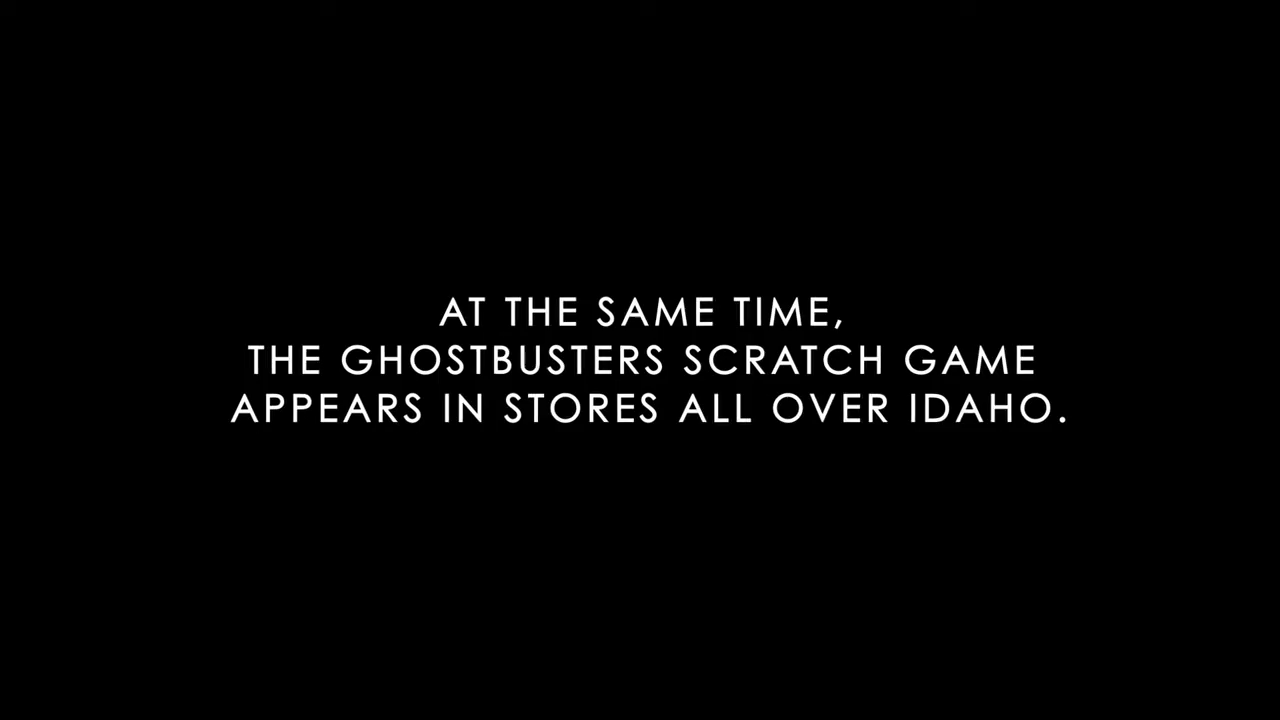 AT THE SAME TIME,
THE GHOSTBUSTERS SCRATCH GAME
APPEARS IN STORES ALL OVER IDAHO.